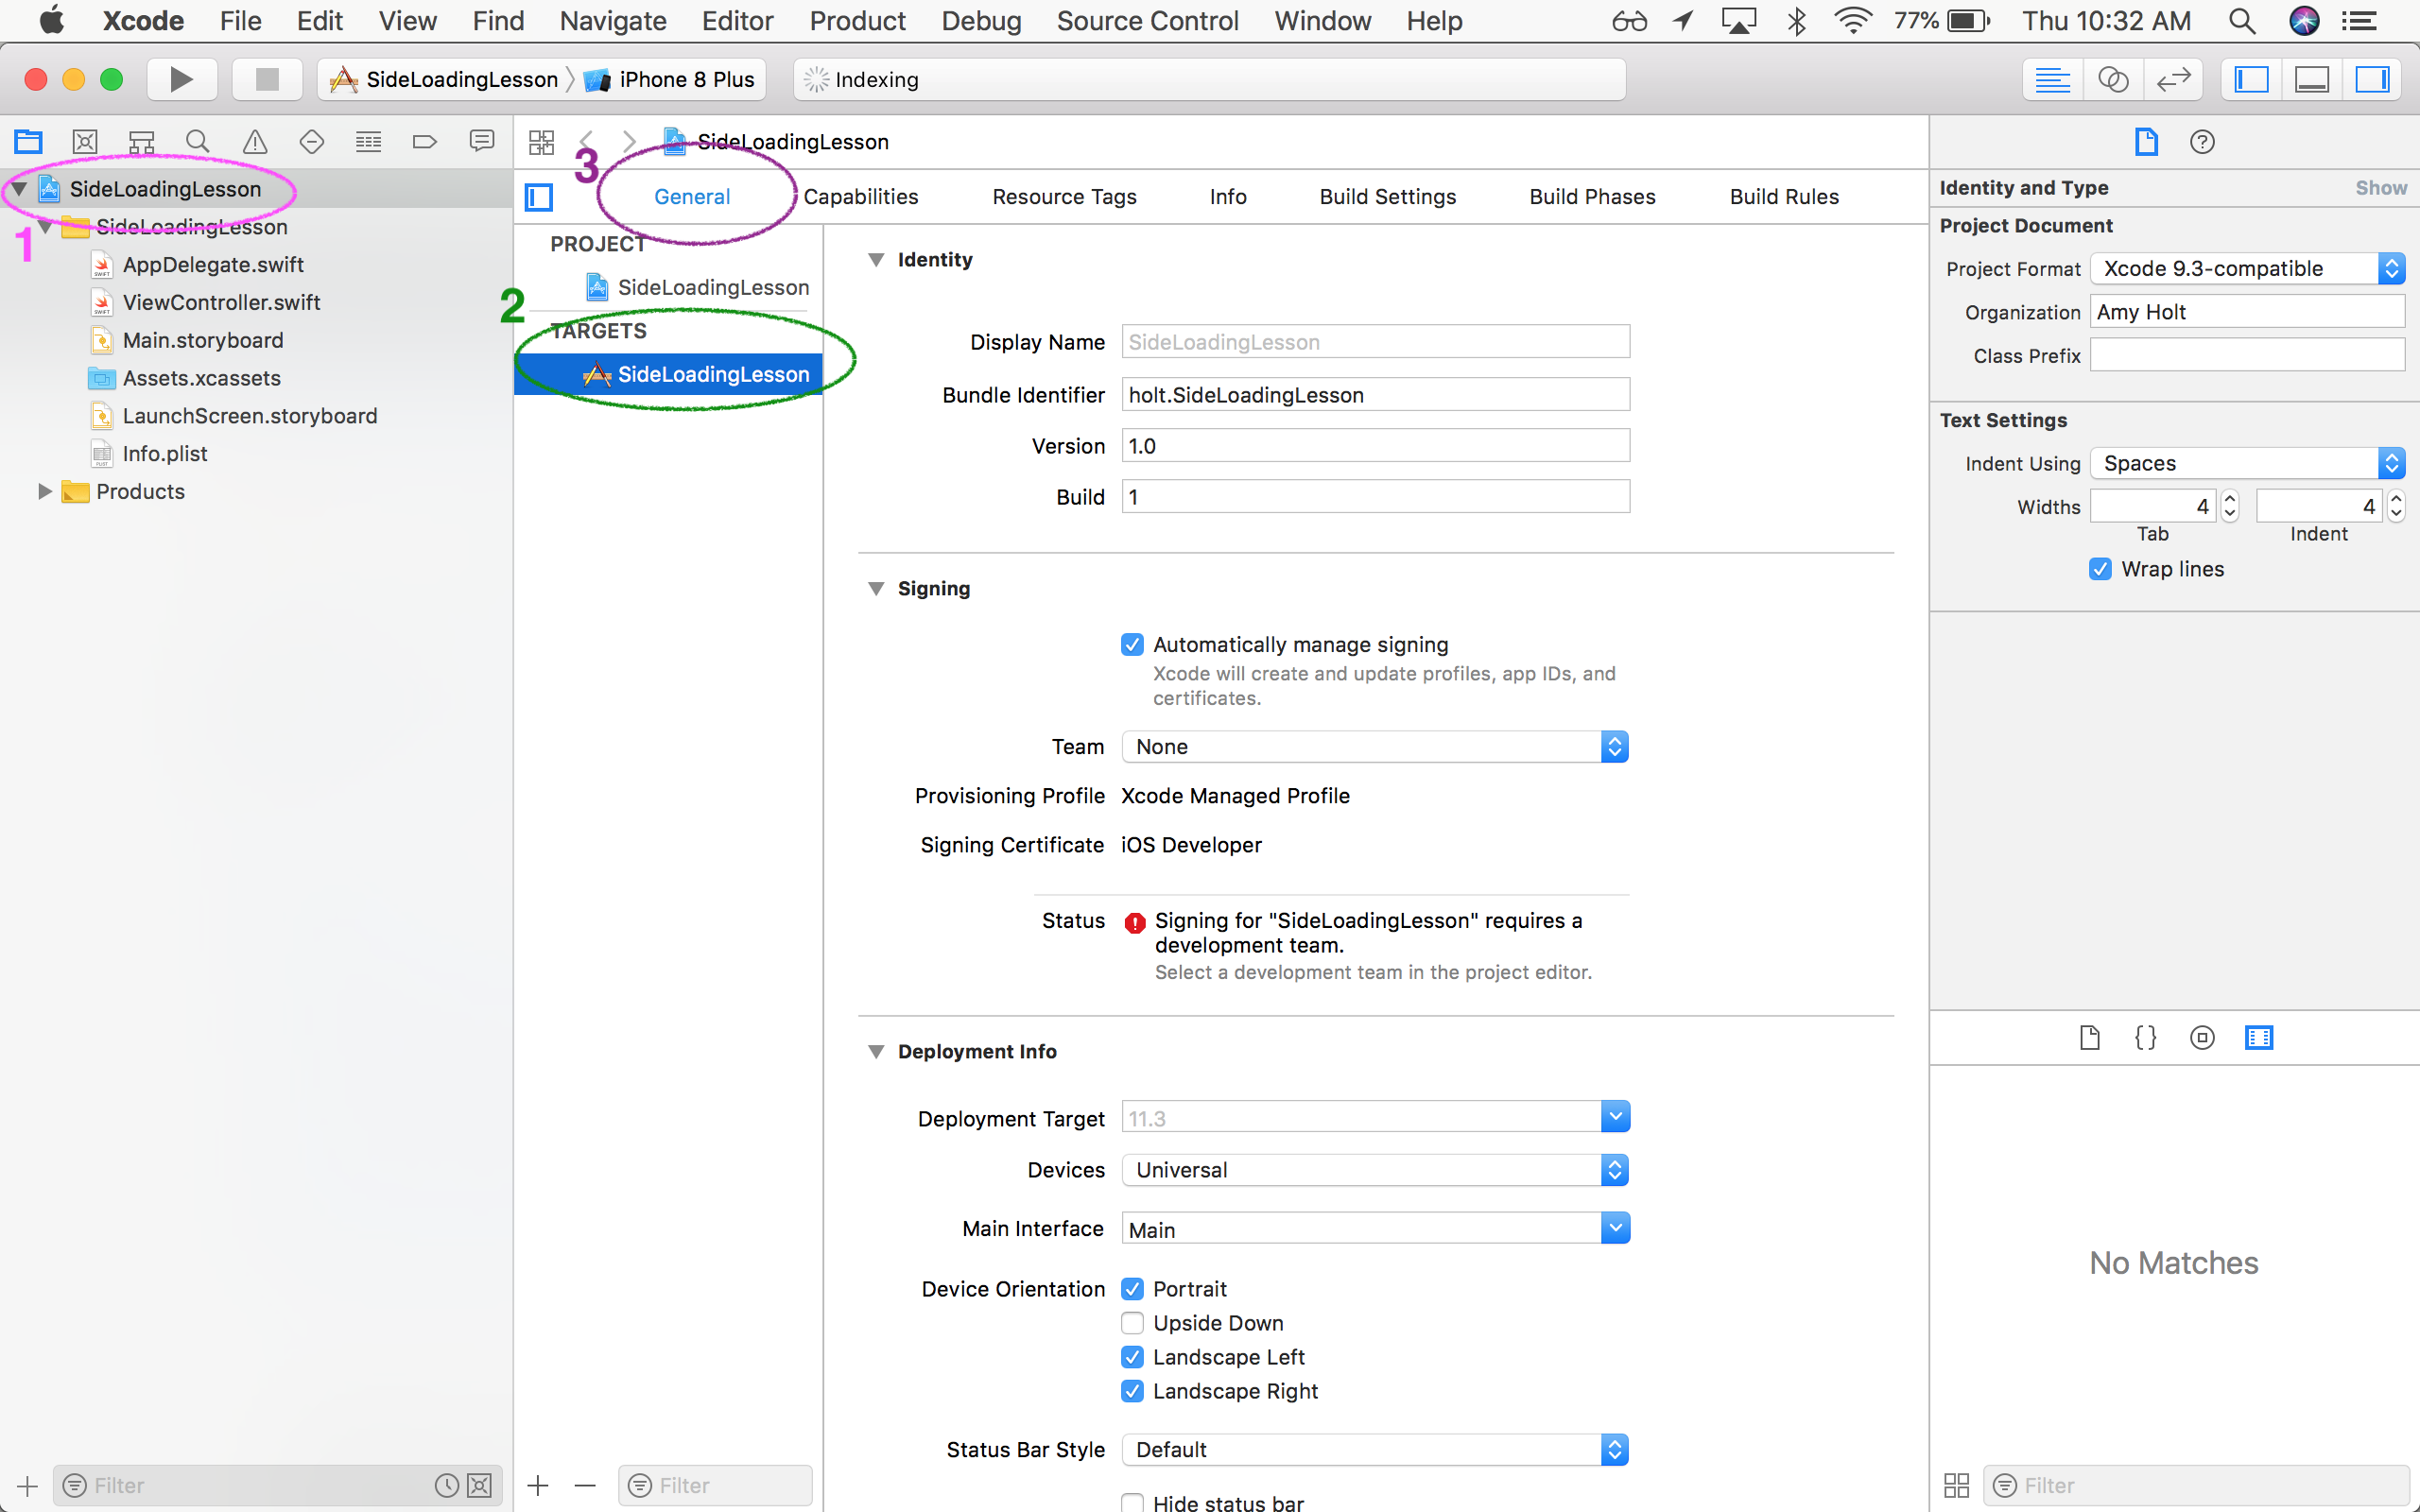 Xcode File Edit View Find Navigate Editor Product Debug Source Control Window Help 77% Thu 10:32 AM
SideLoadingLesson iPhone 8 Plus Indexing
SideLoadingLesson
3
SideLoadingLesson
1
SideLoadingLesson
AppDelegate.swift
ViewController.swift
Main.storyboard
Assets.xcassets
LaunchScreen.storyboard
Info.plist
Products
Filter
General Capabilities Resource Tags Info Build Settings Build Phases Build Rules
PROJECT
SideLoadingLesson
2
TARGETS
SideLoadingLesson
Filter
Identity
Display Name SideLoadingLesson
Bundle Identifier holt.SideLoadingLesson
Version 1.0
Build 1
Signing
Automatically manage signing
Xcode will create and update profiles, app IDs, and
certificates.
Team None
Provisioning Profile Xcode Managed Profile
Signing Certificate iOS Developer
Status Signing for "SideLoadingLesson" requires a
development team.
Select a development team in the project editor.
Deployment Info
Deployment Target 11.3
Devices Universal
Main Interface Main
Device Orientation Portrait
Upside Down
Landscape Left
Landscape Right
Status Bar Style Default
Hide status bar
Identity and Type Show
Project Document
Project Format Xcode 9.3-compatible
Organization Amy Holt
Class Prefix
Text Settings
Indent Using Spaces
Widths 4 4
Tab Indent
Wrap lines
{}
No Matches
Filter